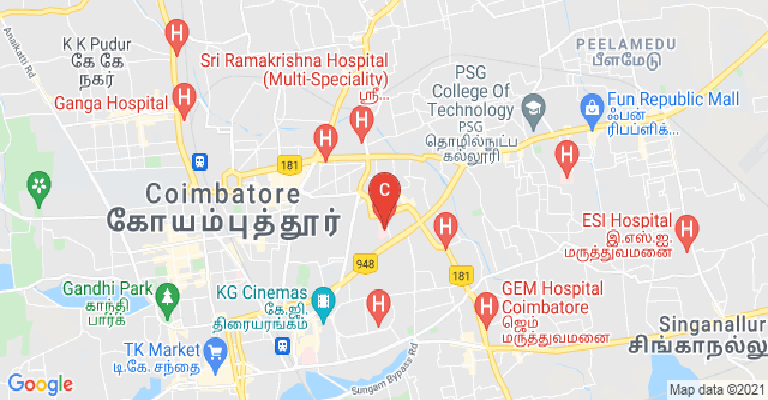 Anaikatti Rd
K K Pudur
கே கே
நகர்
Ganga Hospital
H
H
Sri Ramakrishna Hospital
(Multi-Speciality)
ஸ்ரீ...
H
H
PSG
College Of
Technology
PSG
தொழில்நுட்ப
கல்லூரி
PEELAMEDU
பீளமேடு
Fun Republic Mall
ஃபன்
ரிபப்ளிக்...
H
181
Coimbatore
கோயம்புத்தூர்
C
H
ESI Hospital
இ.எஸ்.ஐ.
மருத்துவமனை
H
948
181
Gandhi Park
காந்தி
பார்க்
KG Cinemas
கே.ஜி.
திரையரங்கம்
H
GEM Hospital
Coimbatore
ஜெம்
மருத்துவமனை
H
Singanallur
சிங்காநல்லூ
TK Market
டி.கே. சந்தை
Sungam Bypass Rd
Google
Map data ©2021